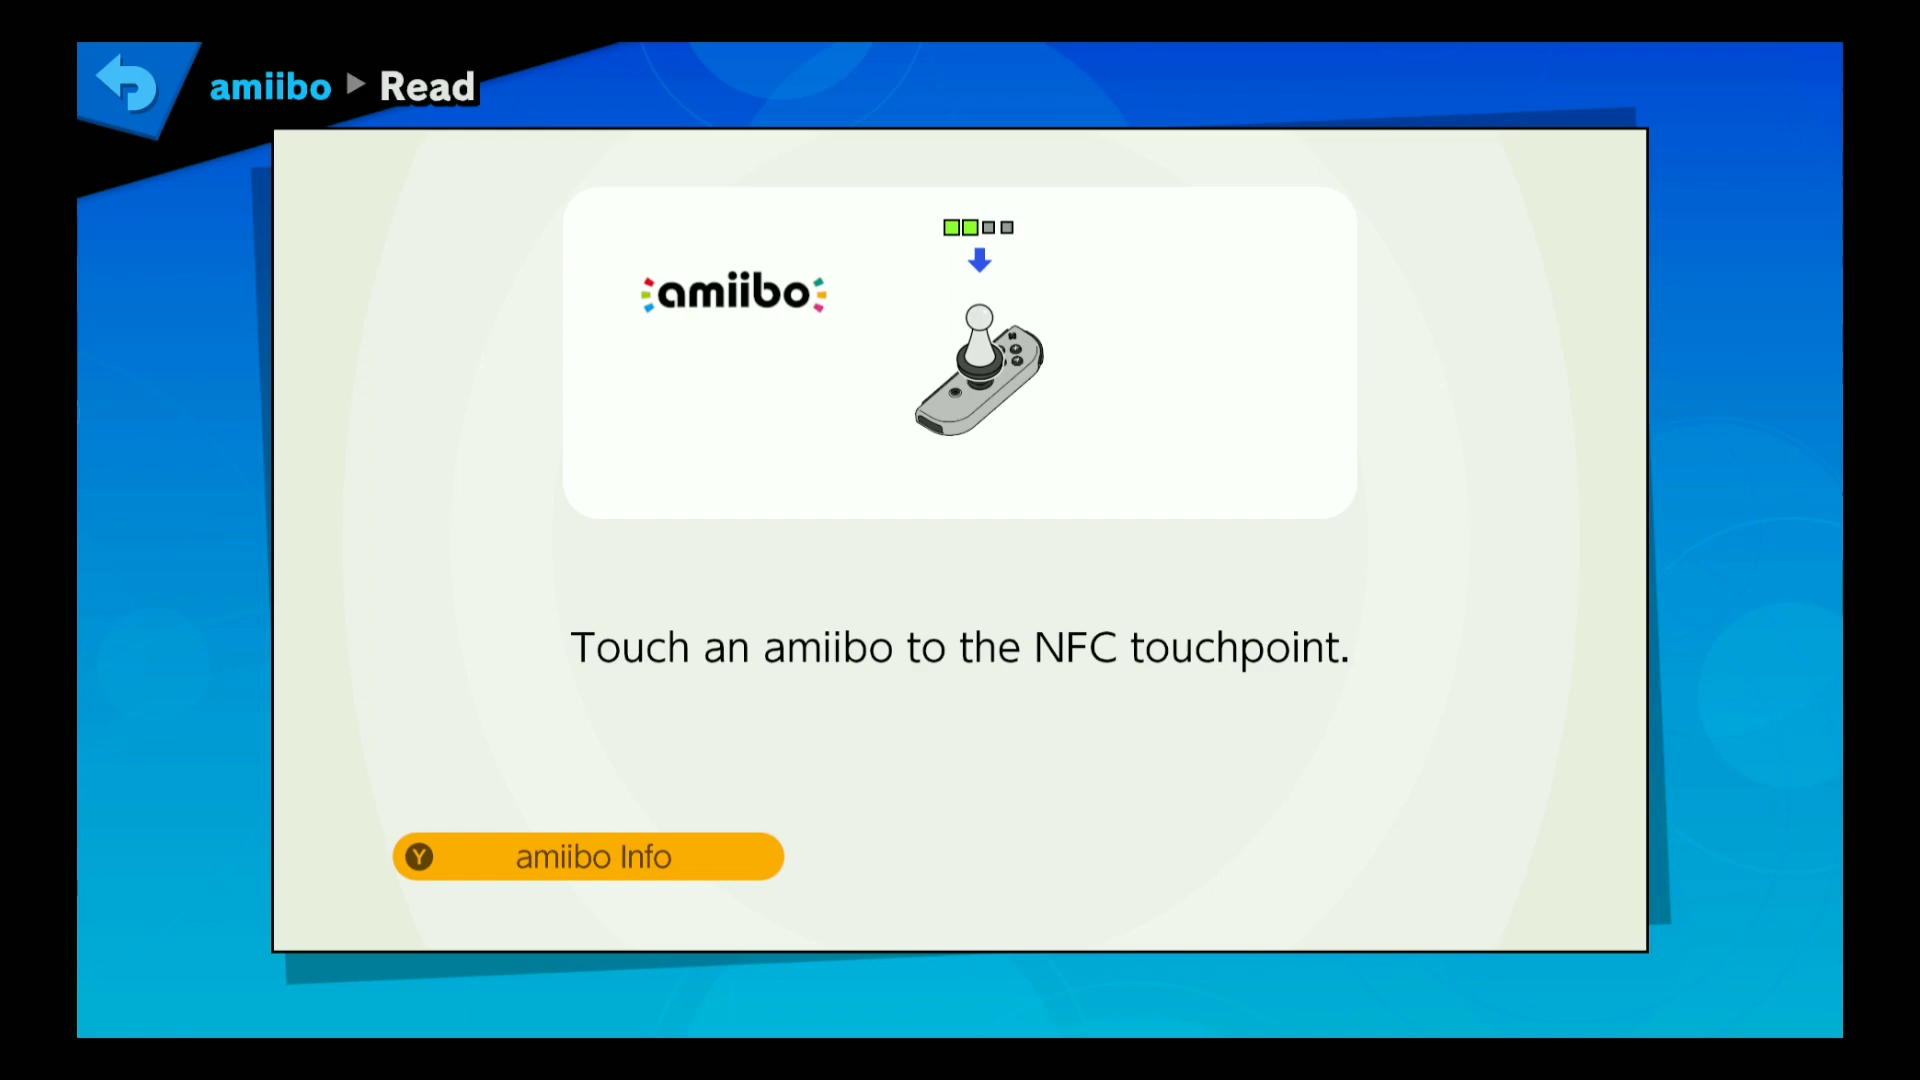 amiibo ▶ Read
amiibo
Touch an amiibo to the NFC touchpoint.
Y amiibo Info